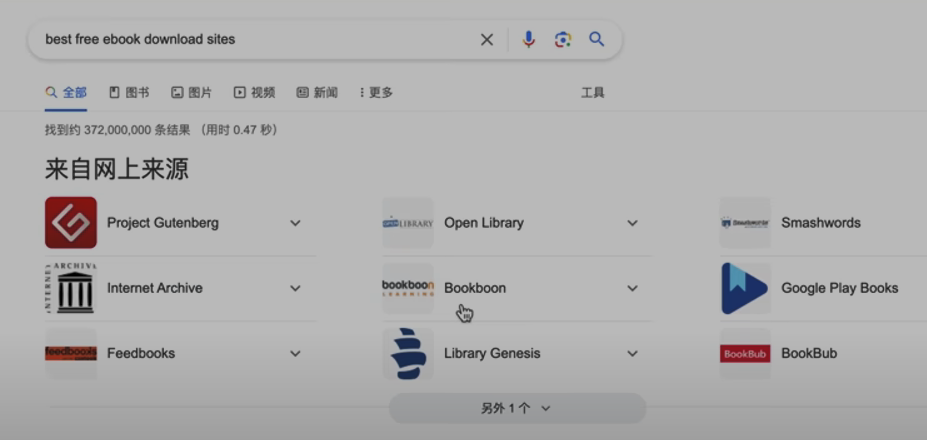 best free ebook download sites
全部 图书 图片 视频 新闻 更多 工具
找到约 372,000,000 条结果 （用时 0.47 秒）
来自网上来源
Project Gutenberg OPEN LIBRARY Open Library Smashwords Smashwords
INTERNET ARCHIVE Internet Archive bookboon LEARNING Bookboon Google Play Books
feedbooks Feedbooks Library Genesis BookBub BookBub
另外 1 个